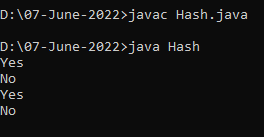 D:\07-June-2022>javac Hash.java
D:\07-June-2022>java Hash
Yes
No
Yes
No